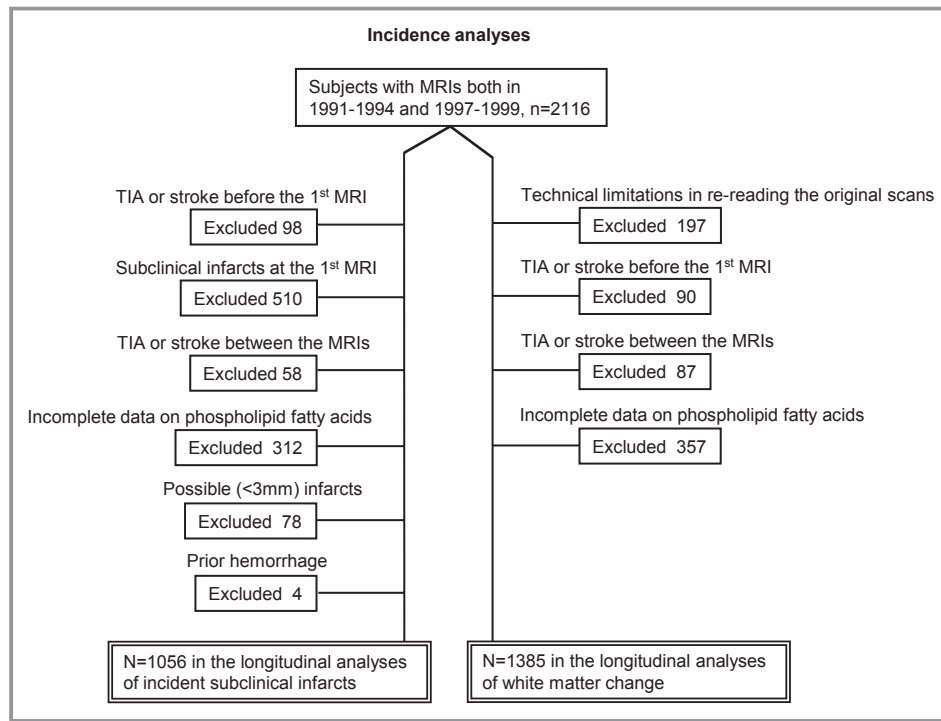 Incidence analyses
Subjects with MRIs both in
1991-1994 and 1997-1999, n=2116
TIA or stroke before the 1st MRI
Excluded 98
Subclinical infarcts at the 1st MRI
Excluded 510
TIA or stroke between the MRIs
Excluded 58
Incomplete data on phospholipid fatty acids
Excluded 312
Possible (<3mm) infarcts
Excluded 78
Prior hemorrhage
Excluded 4
N=1056 in the longitudinal analyses
of incident subclinical infarcts
Technical limitations in re-reading the original scans
Excluded 197
TIA or stroke before the 1st MRI
Excluded 90
TIA or stroke between the MRIs
Excluded 87
Incomplete data on phospholipid fatty acids
Excluded 357
N=1385 in the longitudinal analyses
of white matter change